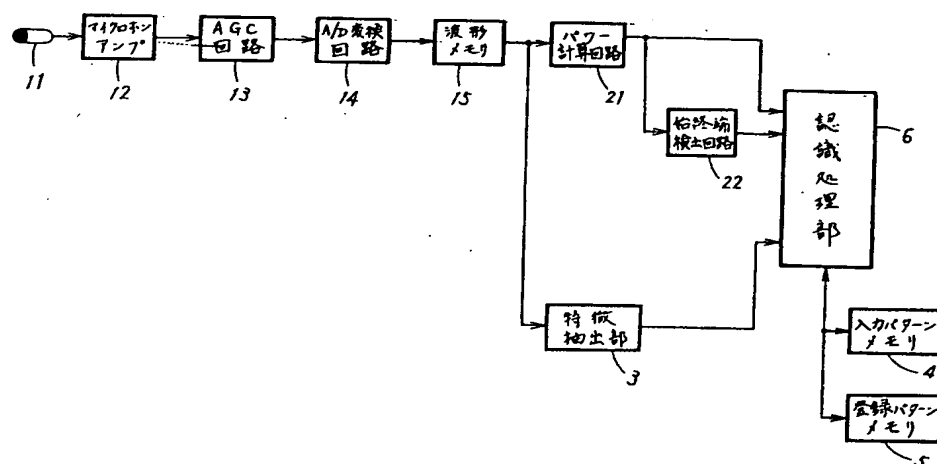 マイクロホン
アンプ
12
11
AGC
回路
13
A/D変換
回路
14
波形
メモリ
15
パワー
計算回路
21
始終端
検出回路
22
認
識
処
理
部
6
特徴
抽出部
3
入力パターン
メモリ
4
登録パターン
メモリ
5